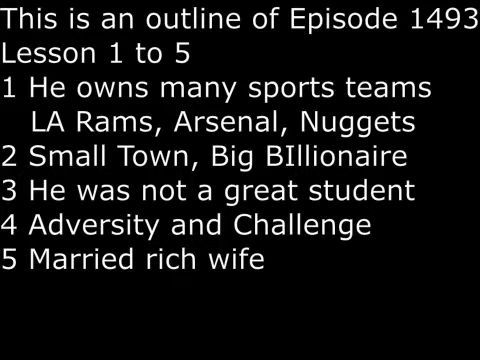 This is an outline of Episode 1493
Lesson 1 to 5
1 He owns many sports teams
LA Rams, Arsenal, Nuggets
2 Small Town, Big BIllionaire
3 He was not a great student
4 Adversity and Challenge
5 Married rich wife